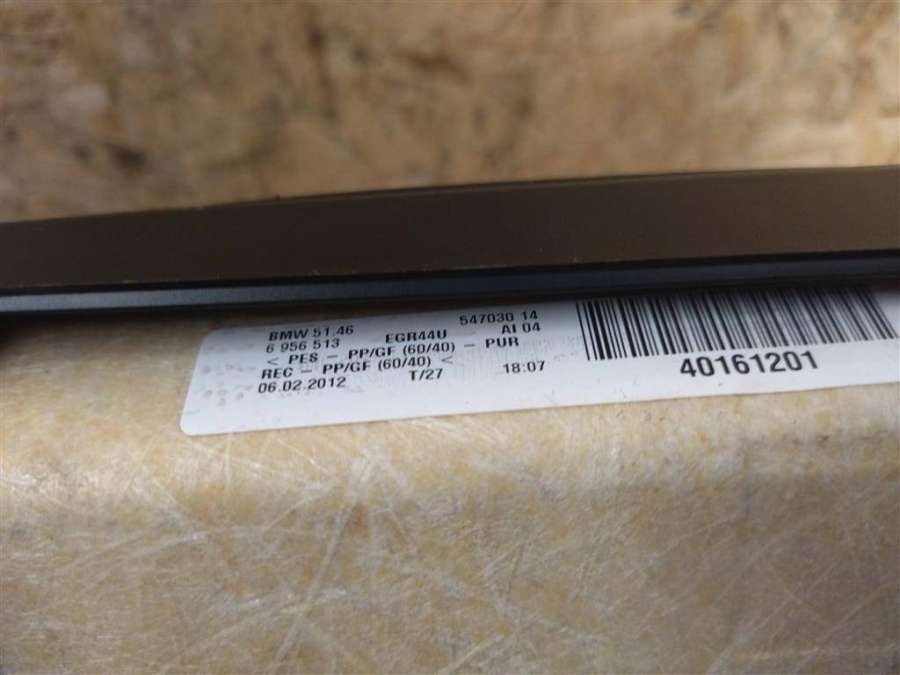 BMW 51.46 547030 14
6 956 513 EGR44U AI 04
< PES - PP/GF (60/40) - PUR
REC - PP/GF (60/40) <
06.02.2012 T/27 18:07
40161201